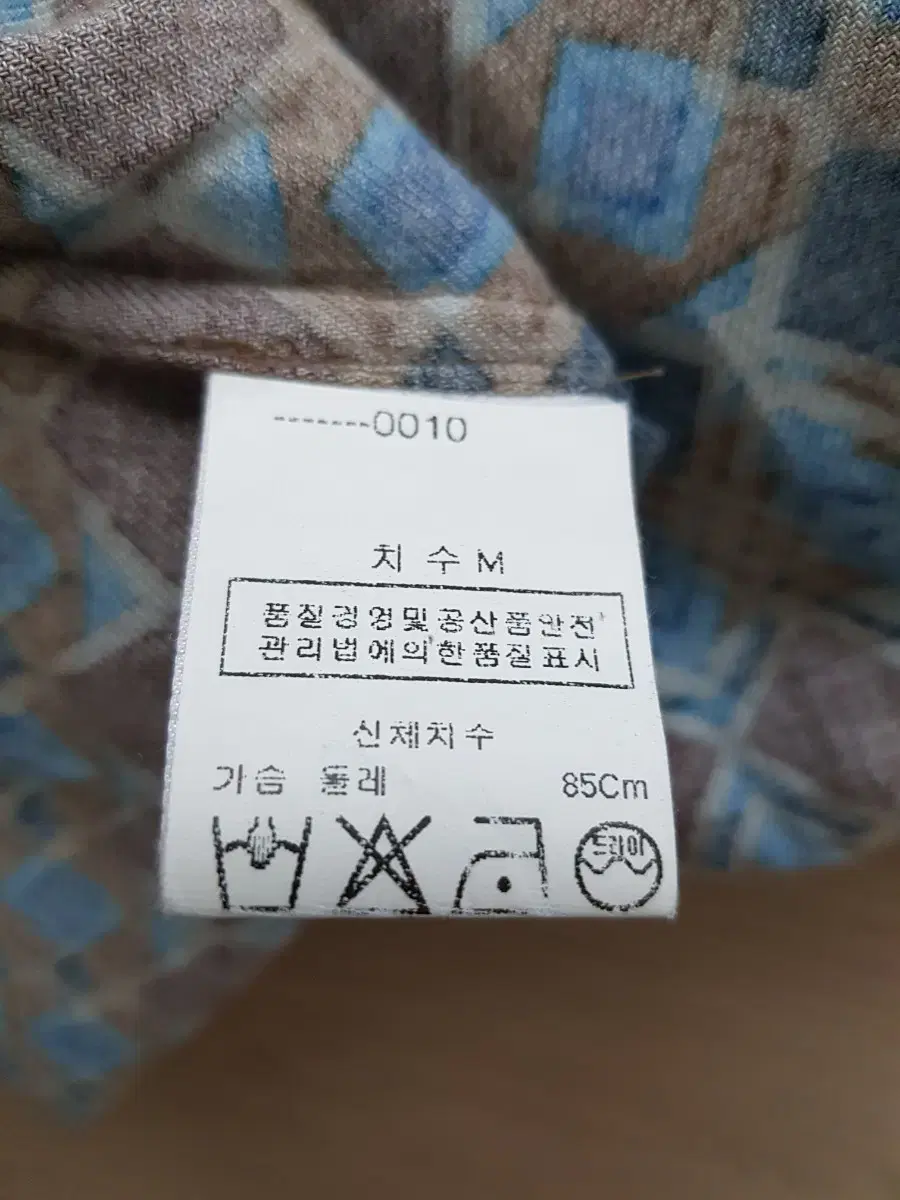 -------0010
치 수 M
품질경영및공산품안전
관리법에의한품질표시
신체치수
가슴 둘레 85Cm
드라이